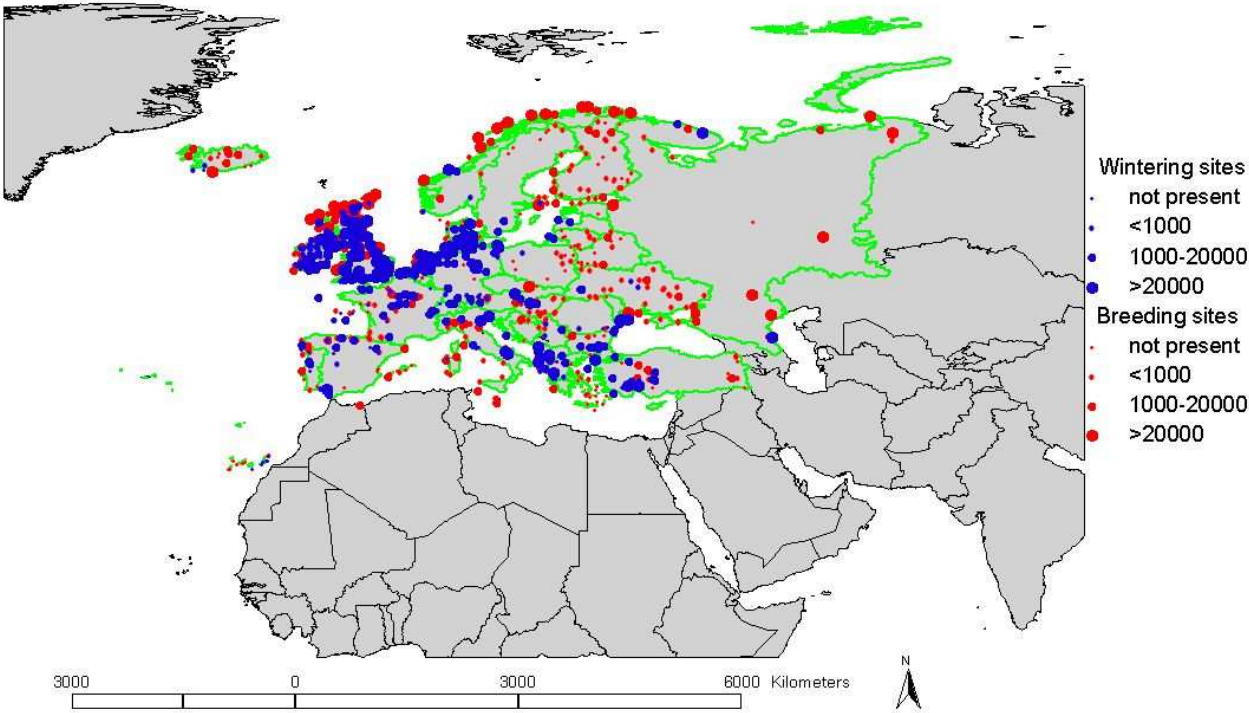 Wintering sites
not present
<1000
1000-20000
>20000
Breeding sites
not present
<1000
1000-20000
>20000
3000 0 3000 6000 Kilometers
N